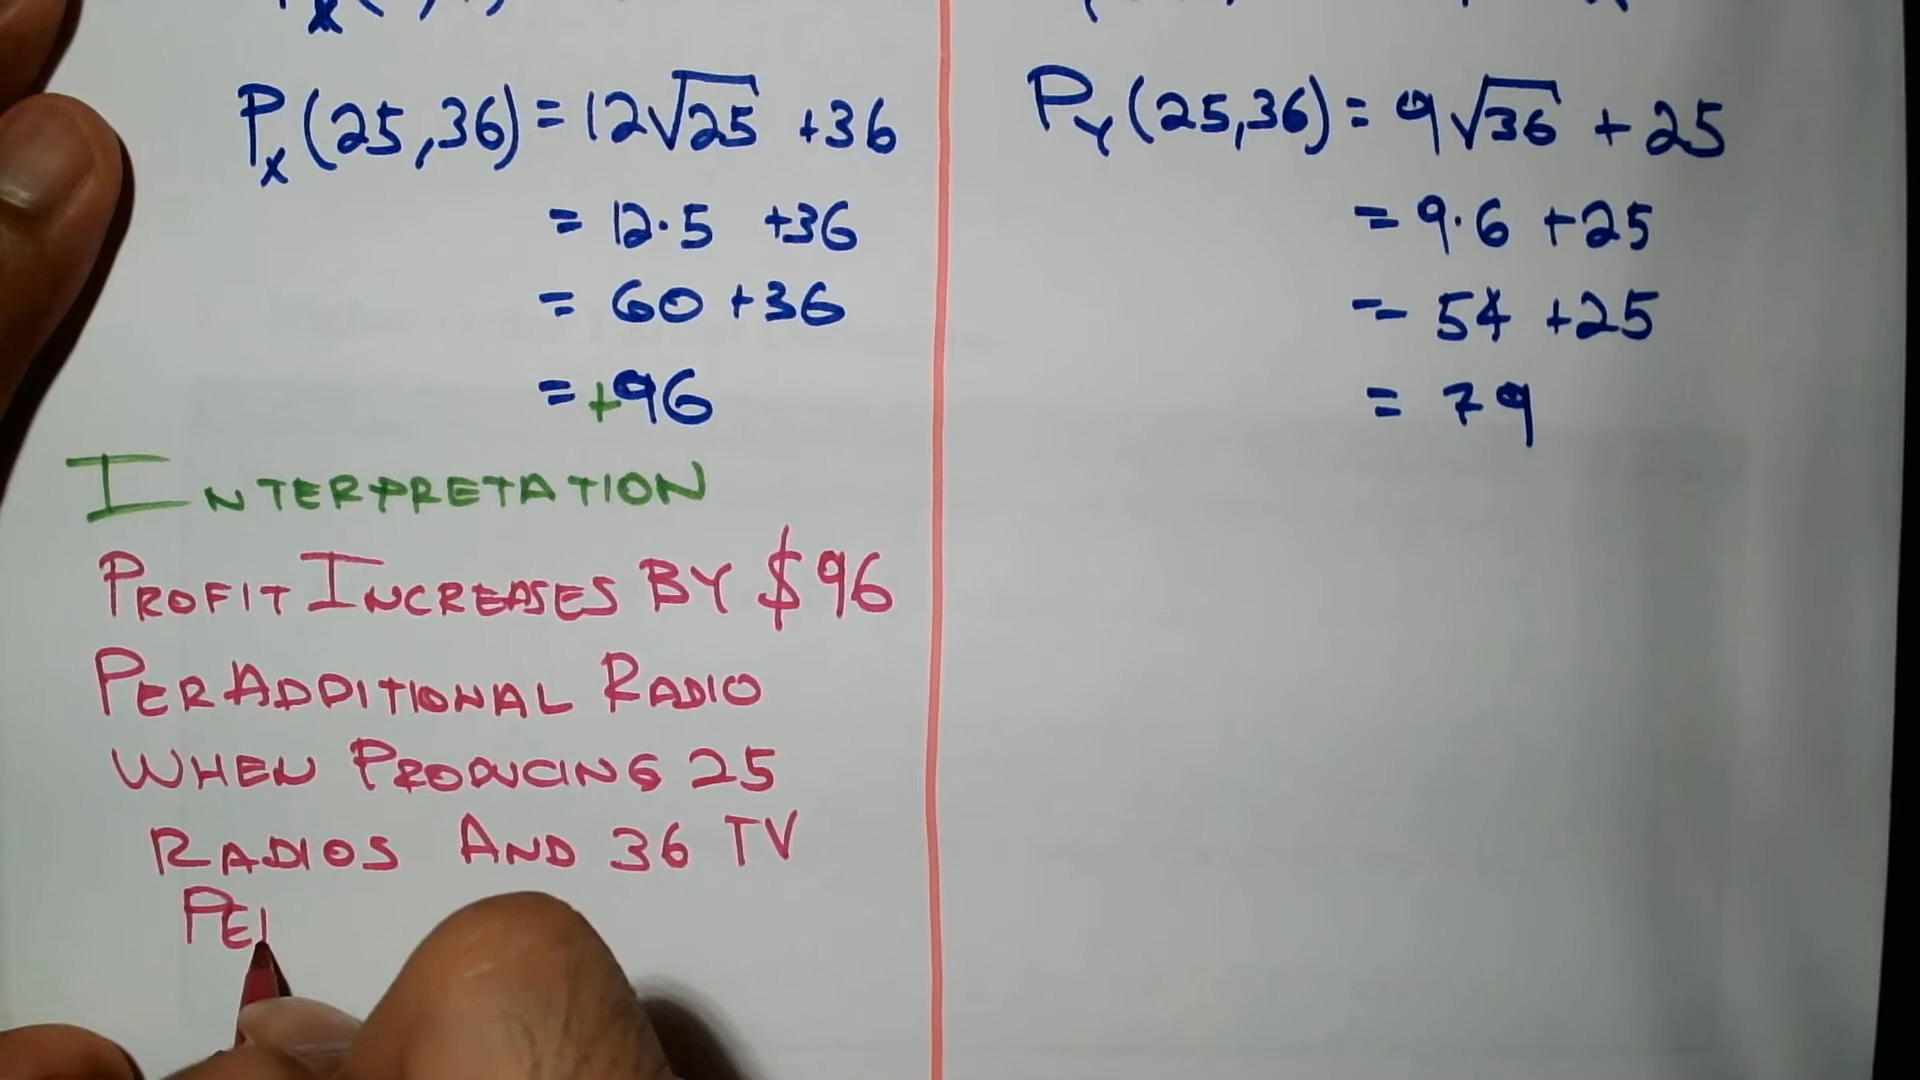 Pₓ(25,36) = 12√25 +36
= 12·5 +36
= 60 +36
= +96
INTERPRETATION
PROFIT INCREASES BY $96
PER ADDITIONAL RADIO
WHEN PRODUCING 25
RADIOS AND 36 TV
PER
P_Y(25,36) = 9√36 + 25
= 9·6 +25
= 54 +25
= 79